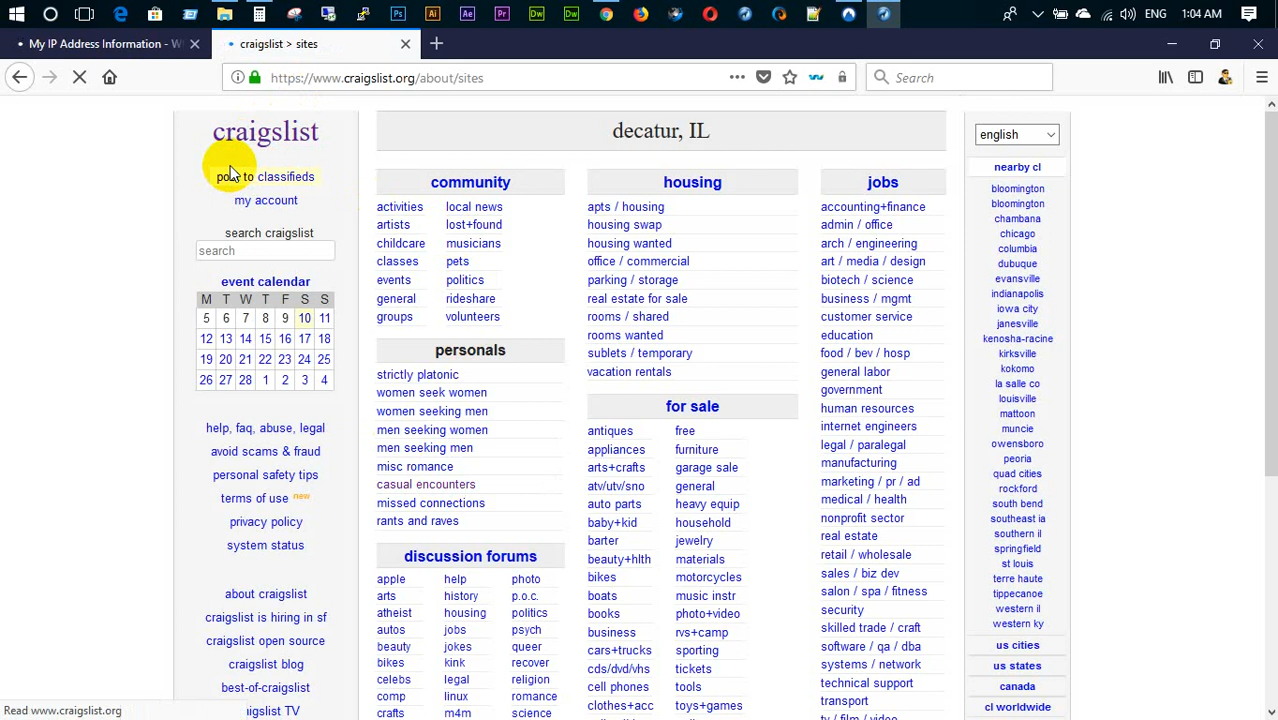 Ps
Ai
Ae
Pr
Dw
Dw
ENG
1:04 AM
My IP Address Information - W
craigslist > sites
https://www.craigslist.org/about/sites
Search
craigslist
post to classifieds
my account
search craigslist
search
event calendar
M T W T F S S
5 6 7 8 9 10 11
12 13 14 15 16 17 18
19 20 21 22 23 24 25
26 27 28 1 2 3 4
help, faq, abuse, legal
avoid scams & fraud
personal safety tips
terms of use new
privacy policy
system status
about craigslist
craigslist is hiring in sf
craigslist open source
craigslist blog
best-of-craigslist
aigslist TV
Read www.craigslist.org
decatur, IL
community
activities local news
artists lost+found
childcare musicians
classes pets
events politics
general rideshare
groups volunteers
personals
strictly platonic
women seek women
women seeking men
men seeking women
men seeking men
misc romance
casual encounters
missed connections
rants and raves
discussion forums
apple help photo
arts history p.o.c.
atheist housing politics
autos jobs psych
beauty jokes queer
bikes kink recover
celebs legal religion
comp linux romance
crafts m4m science
housing
apts / housing
housing swap
housing wanted
office / commercial
parking / storage
real estate for sale
rooms / shared
rooms wanted
sublets / temporary
vacation rentals
for sale
antiques free
appliances furniture
arts+crafts garage sale
atv/utv/sno general
auto parts heavy equip
baby+kid household
barter jewelry
beauty+hlth materials
bikes motorcycles
boats music instr
books photo+video
business rvs+camp
cars+trucks sporting
cds/dvd/vhs tickets
cell phones tools
clothes+acc toys+games
jobs
accounting+finance
admin / office
arch / engineering
art / media / design
biotech / science
business / mgmt
customer service
education
food / bev / hosp
general labor
government
human resources
internet engineers
legal / paralegal
manufacturing
marketing / pr / ad
medical / health
nonprofit sector
real estate
retail / wholesale
sales / biz dev
salon / spa / fitness
security
skilled trade / craft
software / qa / dba
systems / network
technical support
transport
tv / film / video
english
nearby cl
bloomington
bloomington
chambana
chicago
columbia
dubuque
evansville
indianapolis
iowa city
janesville
kenosha-racine
kirksville
kokomo
la salle co
louisville
mattoon
muncie
owensboro
peoria
quad cities
rockford
south bend
southeast ia
southern il
springfield
st louis
terre haute
tippecanoe
western il
western ky
us cities
us states
canada
cl worldwide